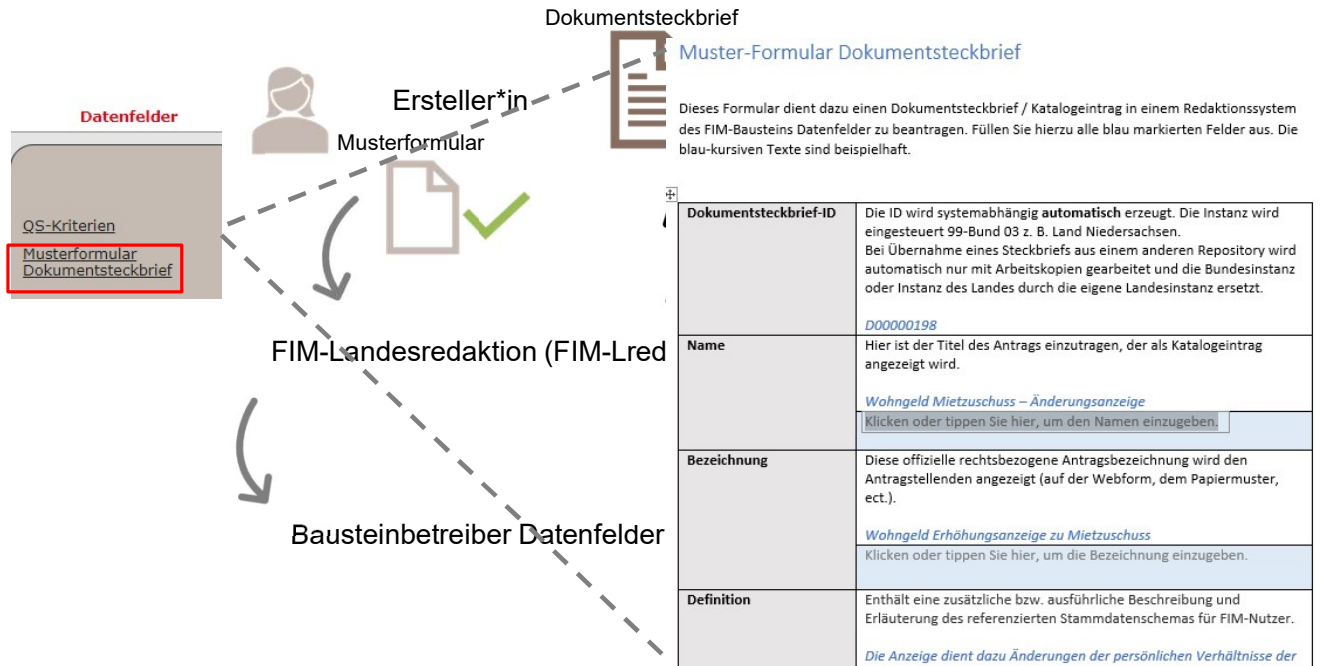 Dokumentsteckbrief
Datenfelder
QS-Kriterien
Musterformular
Dokumentsteckbrief
Ersteller*in
Musterformular
FIM-Landesredaktion (FIM-Lred
Bausteinbetreiber Datenfelder
Muster-Formular Dokumentsteckbrief
Dieses Formular dient dazu einen Dokumentsteckbrief / Katalogeintrag in einem Redaktionssystem
des FIM-Bausteins Datenfelder zu beantragen. Füllen Sie hierzu alle blau markierten Felder aus. Die
blau-kursiven Texte sind beispielhaft.
Dokumentsteckbrief-ID
Die ID wird systemabhängig automatisch erzeugt. Die Instanz wird
eingesteuert 99-Bund 03 z. B. Land Niedersachsen.
Bei Übernahme eines Steckbriefs aus einem anderen Repository wird
automatisch nur mit Arbeitskopien gearbeitet und die Bundesinstanz
oder Instanz des Landes durch die eigene Landesinstanz ersetzt.
D00000198
Name
Hier ist der Titel des Antrags einzutragen, der als Katalogeintrag
angezeigt wird.
Wohngeld Mietzuschuss – Änderungsanzeige
Klicken oder tippen Sie hier, um den Namen einzugeben.
Bezeichnung
Diese offizielle rechtsbezogene Antragsbezeichnung wird den
Antragstellenden angezeigt (auf der Webform, dem Papiermuster,
ect.).
Wohngeld Erhöhungsanzeige zu Mietzuschuss
Klicken oder tippen Sie hier, um die Bezeichnung einzugeben.
Definition
Enthält eine zusätzliche bzw. ausführliche Beschreibung und
Erläuterung des referenzierten Stammdatenschemas für FIM-Nutzer.
Die Anzeige dient dazu Änderungen der persönlichen Verhältnisse der